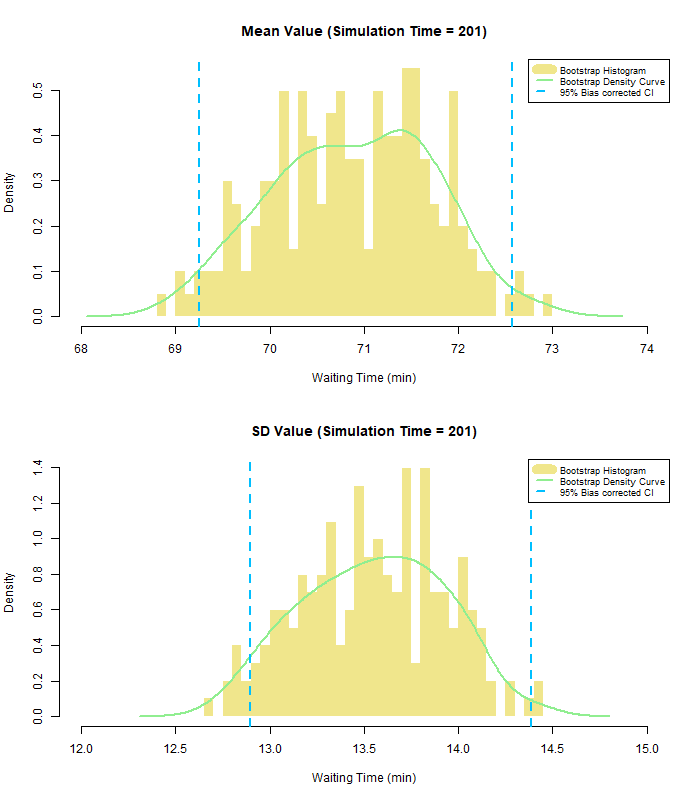 Mean Value (Simulation Time = 201)
Bootstrap Histogram
Bootstrap Density Curve
95% Bias corrected CI
Density
0.5
0.4
0.3
0.2
0.1
0.0
68 69 70 71 72 73 74
Waiting Time (min)
SD Value (Simulation Time = 201)
Bootstrap Histogram
Bootstrap Density Curve
95% Bias corrected CI
Density
1.4
1.2
1.0
0.8
0.6
0.4
0.2
0.0
12.0 12.5 13.0 13.5 14.0 14.5 15.0
Waiting Time (min)